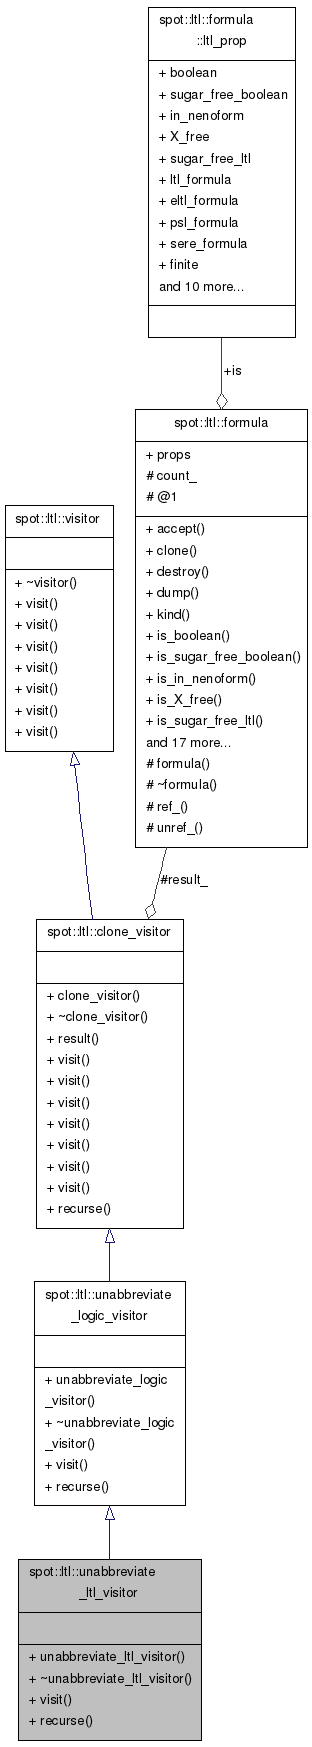 spot::ltl::formula
::ltl_prop
+ boolean
+ sugar_free_boolean
+ in_nenoform
+ X_free
+ sugar_free_ltl
+ ltl_formula
+ eltl_formula
+ psl_formula
+ sere_formula
+ finite
and 10 more...
+is
spot::ltl::formula
+ props
# count_
# @1
+ accept()
+ clone()
+ destroy()
+ dump()
+ kind()
+ is_boolean()
+ is_sugar_free_boolean()
+ is_in_nenoform()
+ is_X_free()
+ is_sugar_free_ltl()
and 17 more...
# formula()
# ~formula()
# ref_()
# unref_()
spot::ltl::visitor
+ ~visitor()
+ visit()
+ visit()
+ visit()
+ visit()
+ visit()
+ visit()
+ visit()
#result_
spot::ltl::clone_visitor
+ clone_visitor()
+ ~clone_visitor()
+ result()
+ visit()
+ visit()
+ visit()
+ visit()
+ visit()
+ visit()
+ visit()
+ recurse()
spot::ltl::unabbreviate
_logic_visitor
+ unabbreviate_logic
_visitor()
+ ~unabbreviate_logic
_visitor()
+ visit()
+ recurse()
spot::ltl::unabbreviate
_ltl_visitor
+ unabbreviate_ltl_visitor()
+ ~unabbreviate_ltl_visitor()
+ visit()
+ recurse()